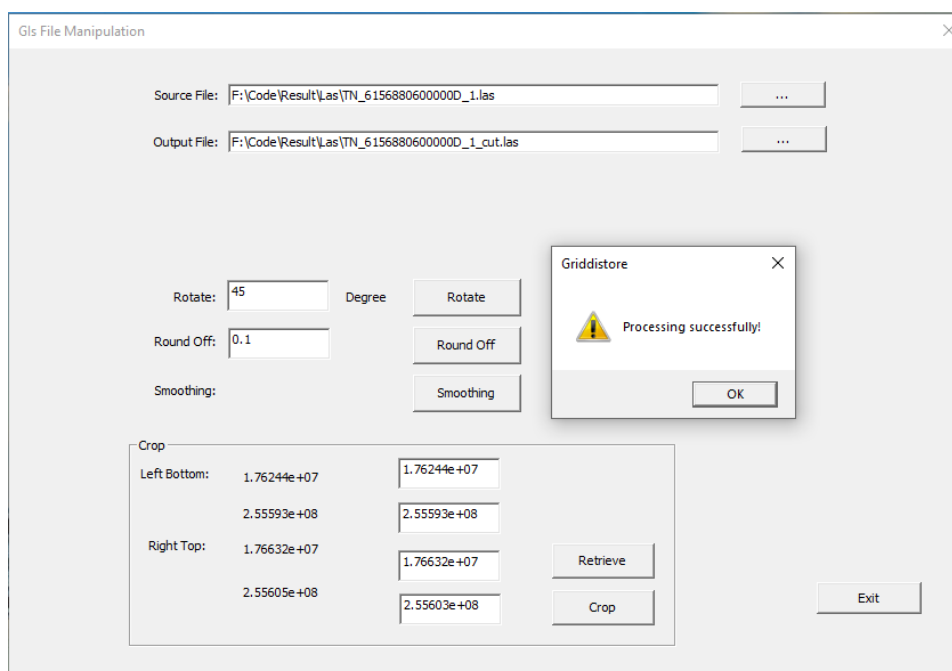 GIs File Manipulation
Source File: F:\Code\Result\Las\TN_6156880600000D_1.las ...
Output File: F:\Code\Result\Las\TN_6156880600000D_1_cut.las ...
Griddistore
Processing successfully!
OK
Rotate: 45 Degree Rotate
Round Off: 0.1 Round Off
Smoothing: Smoothing
Crop
Left Bottom: 1.76244e+07 1.76244e+07
2.55593e+08 2.55593e+08
Right Top: 1.76632e+07 1.76632e+07 Retrieve
2.55605e+08 2.55603e+08 Crop
Exit